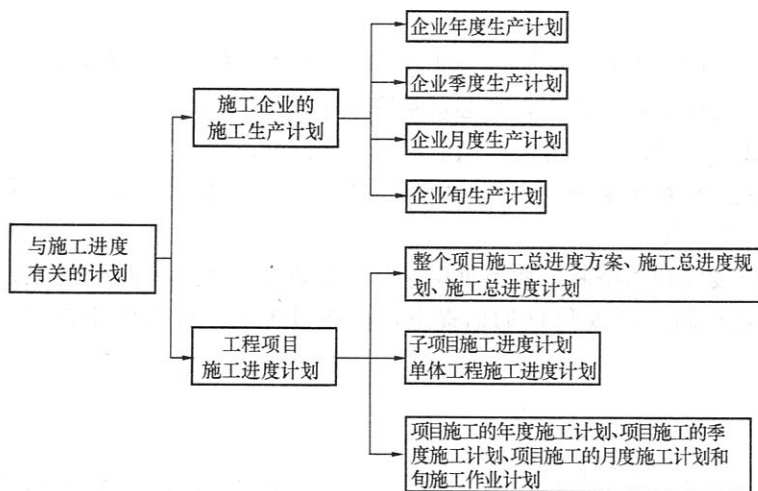 与施工进度
有关的计划
施工企业的
施工生产计划
企业年度生产计划
企业季度生产计划
企业月度生产计划
企业旬生产计划
工程项目
施工进度计划
整个项目施工总进度方案、施工总进度规
划、施工总进度计划
子项目施工进度计划
单体工程施工进度计划
项目施工的年度施工计划、项目施工的季
度施工计划、项目施工的月度施工计划和
旬施工作业计划